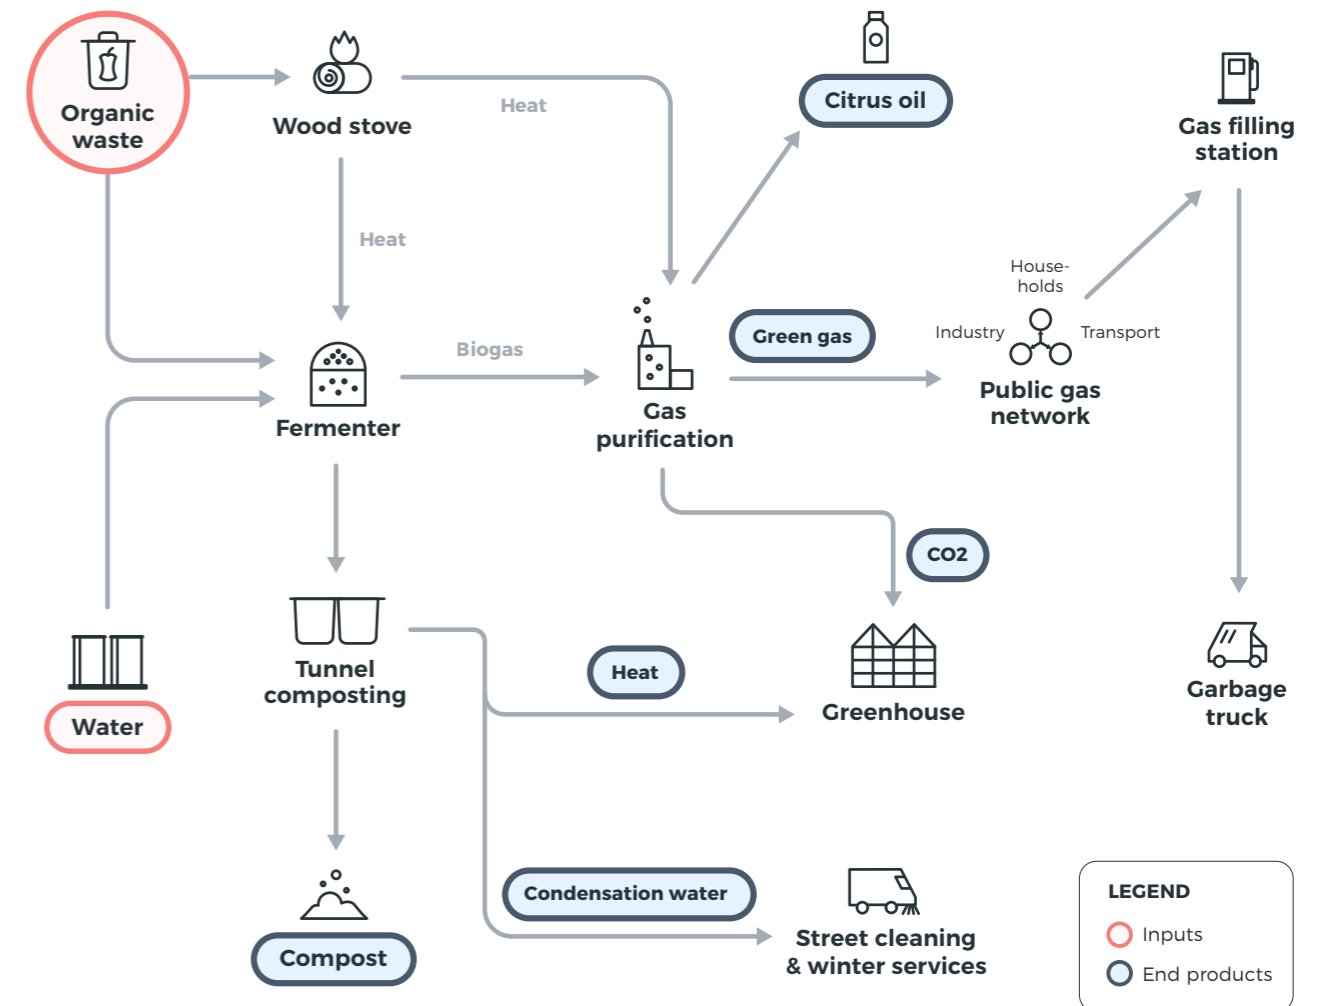 Organic
waste
Wood stove
Heat
Citrus oil
Gas filling
station
Heat
House-
holds
Industry
Transport
Green gas
Biogas
Public gas
network
Fermenter
Gas
purification
CO2
Tunnel
composting
Heat
Greenhouse
Garbage
truck
Water
Condensation water
Compost
Street cleaning
& winter services
LEGEND
Inputs
End products